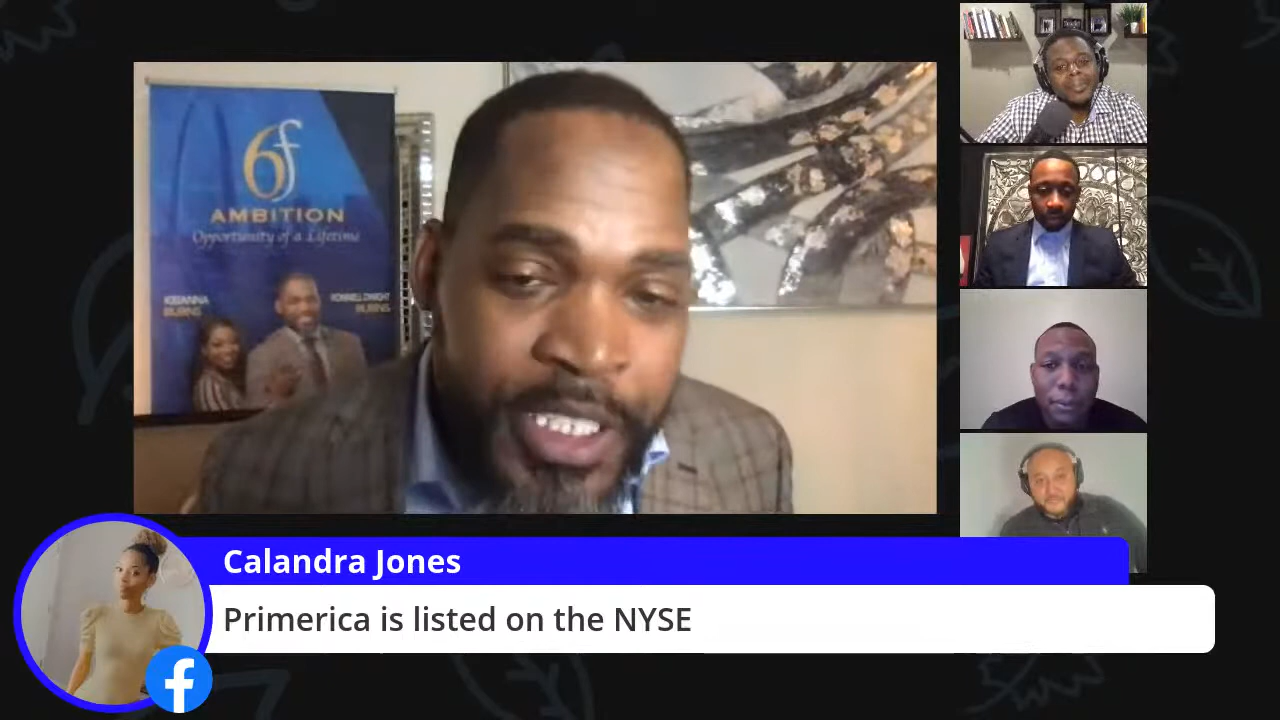 6f
AMBITION
Opportunity of a Lifetime
KEIANNA
BURNS
BURNS
Calandra Jones
Primerica is listed on the NYSE